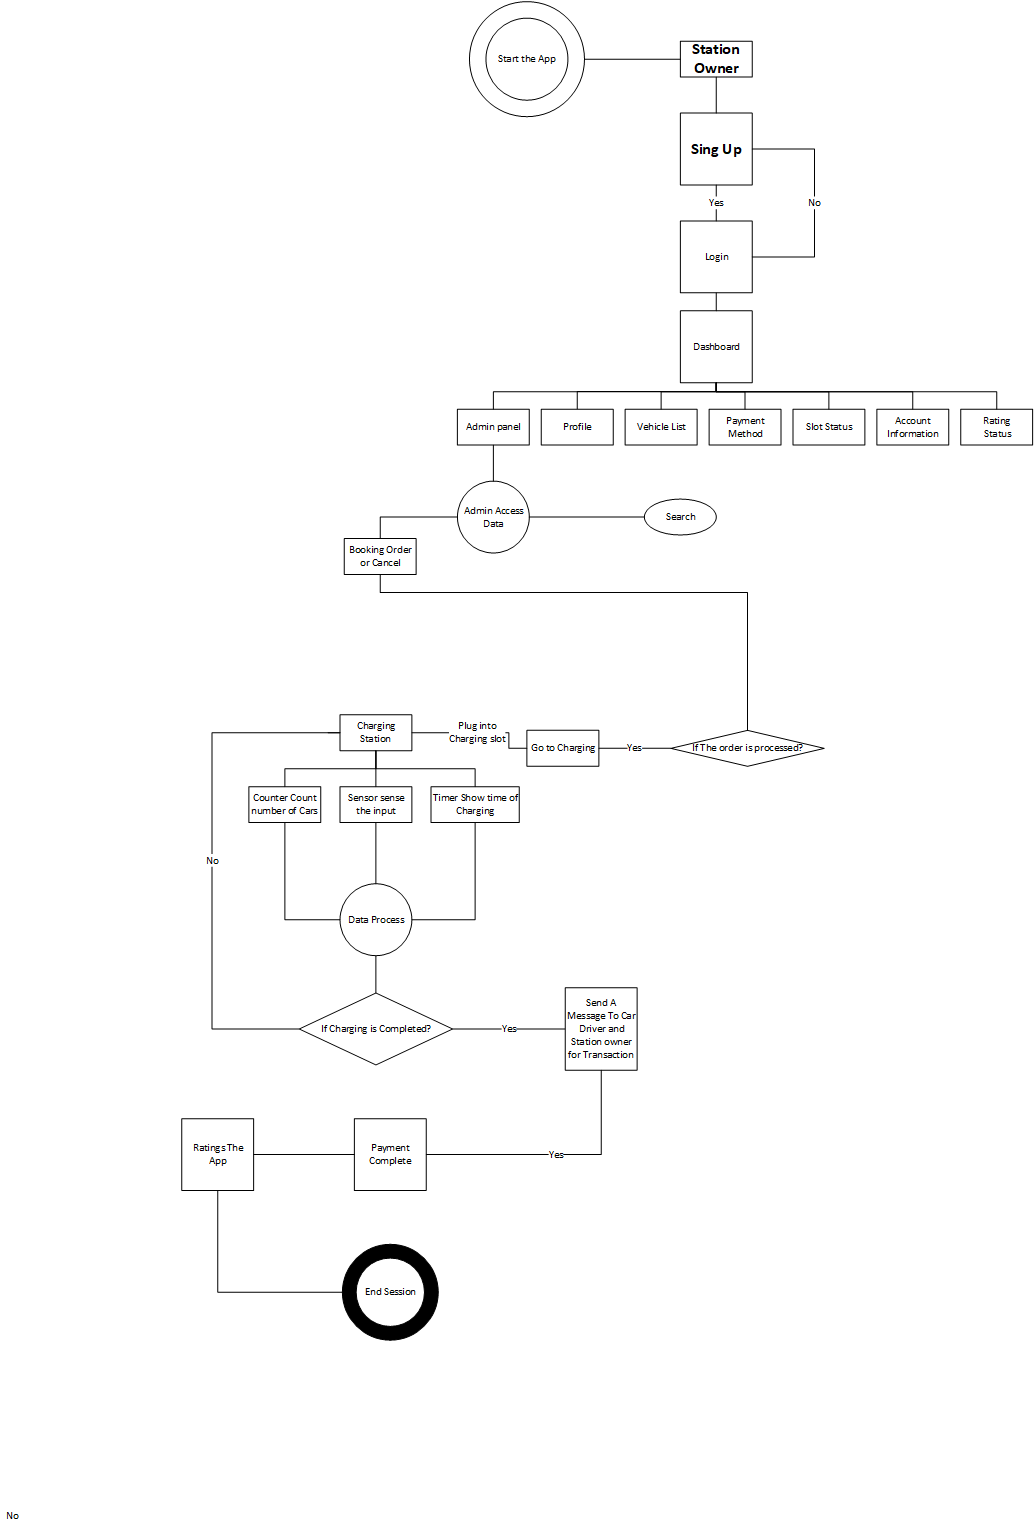 Start the App
Station
Owner
Sing Up
Yes
No
Login
Dashboard
Admin panel
Profile
Vehicle List
Payment
Method
Slot Status
Account
Information
Rating
Status
Admin Access
Data
Search
Booking Order
or Cancel
Charging
Station
Plug into
Charging slot
Go to Charging
Yes
If The order is processed?
Counter Count
number of Cars
Sensor sense
the input
Timer Show time of
Charging
No
Data Process
If Charging is Completed?
Yes
Send A
Message To Car
Driver and
Station owner
for Transaction
Ratings The
App
Payment
Complete
Yes
End Session
No